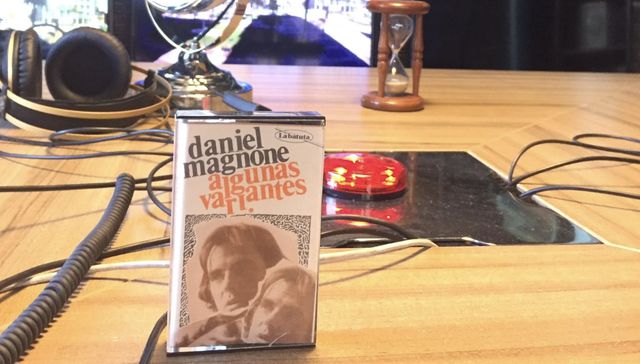 La batuta
daniel
magnone
algunas
variantes